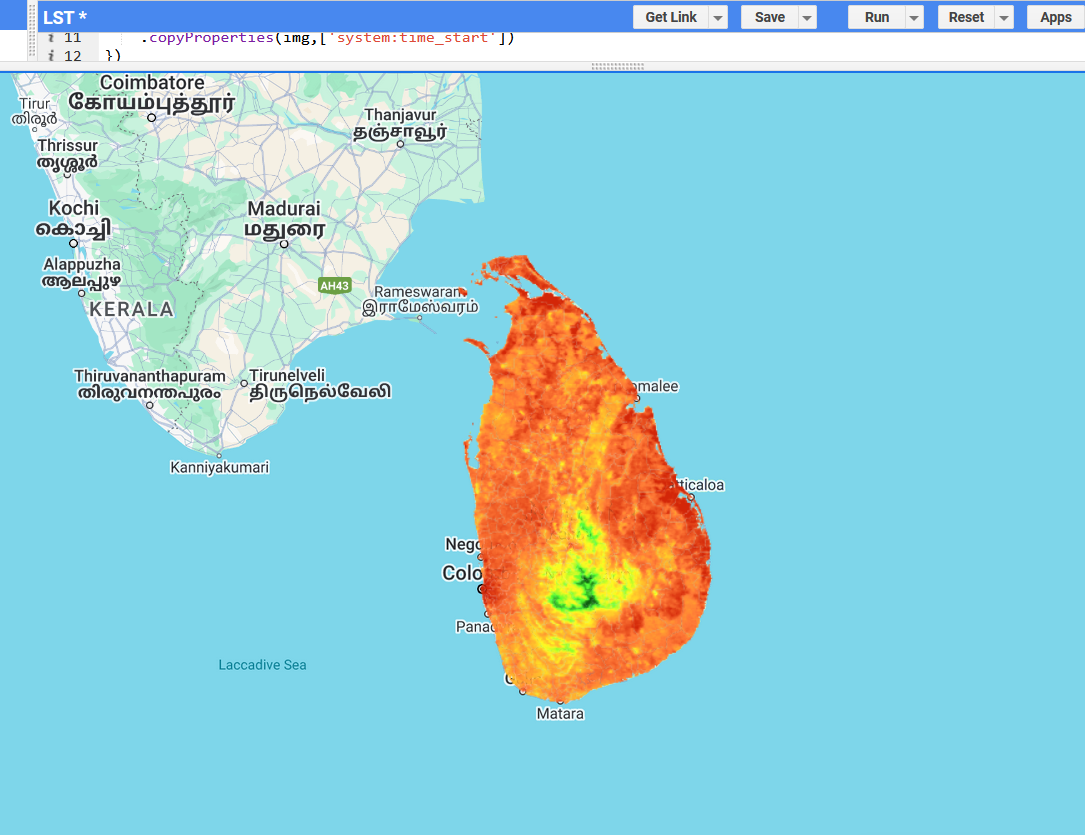 LST *
Get Link
Save
Run
Reset
Apps
i 11 .copyProperties(img,['system:time_start'])
i 12 })
Coimbatore
கோயம்புத்தூர்
Tirur
തിരൂർ
Thanjavur
தஞ்சாவூர்
Thrissur
തൃശ്ശൂർ
Kochi
കൊച്ചി
Madurai
மதுரை
Alappuzha
ആലപ്പുഴ
AH43
Rameswaram
இராமேஸ்வரம்
KERALA
Thiruvananthapuram
തിരുവനന്തപുരം
Tirunelveli
திருநெல்வேலி
omalee
Kanniyakumari
tticaloa
Nego
Colo
Panad
Laccadive Sea
G
Matara